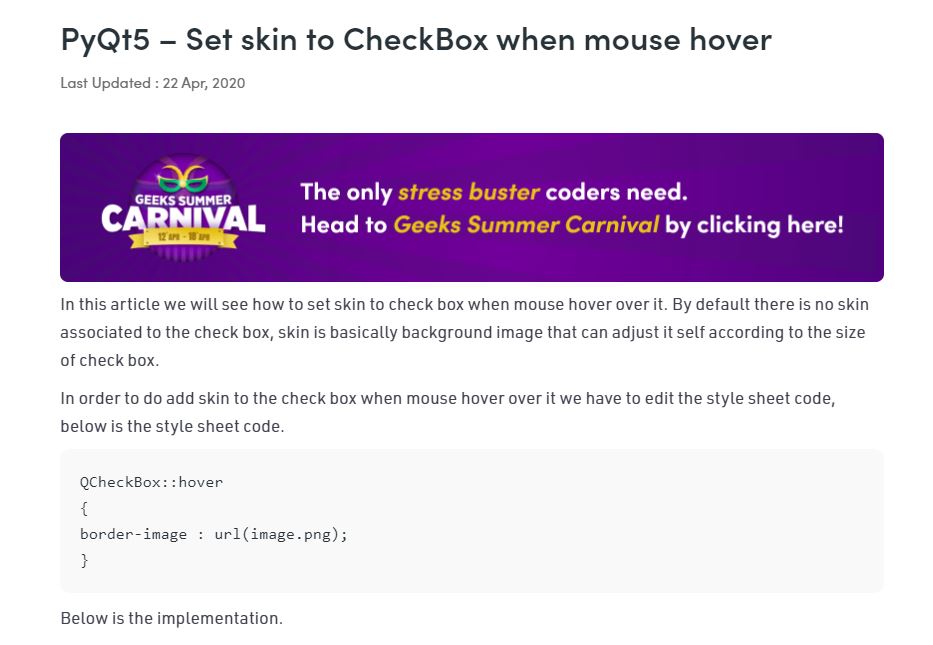 PyQt5 – Set skin to CheckBox when mouse hover
Last Updated : 22 Apr, 2020
GEEKS SUMMER
CARNIVAL
12 APR - 18 APR
The only stress buster coders need.
Head to Geeks Summer Carnival by clicking here!
In this article we will see how to set skin to check box when mouse hover over it. By default there is no skin
associated to the check box, skin is basically background image that can adjust it self according to the size
of check box.
In order to do add skin to the check box when mouse hover over it we have to edit the style sheet code,
below is the style sheet code.
QCheckBox::hover
{
border-image : url(image.png);
}
Below is the implementation.